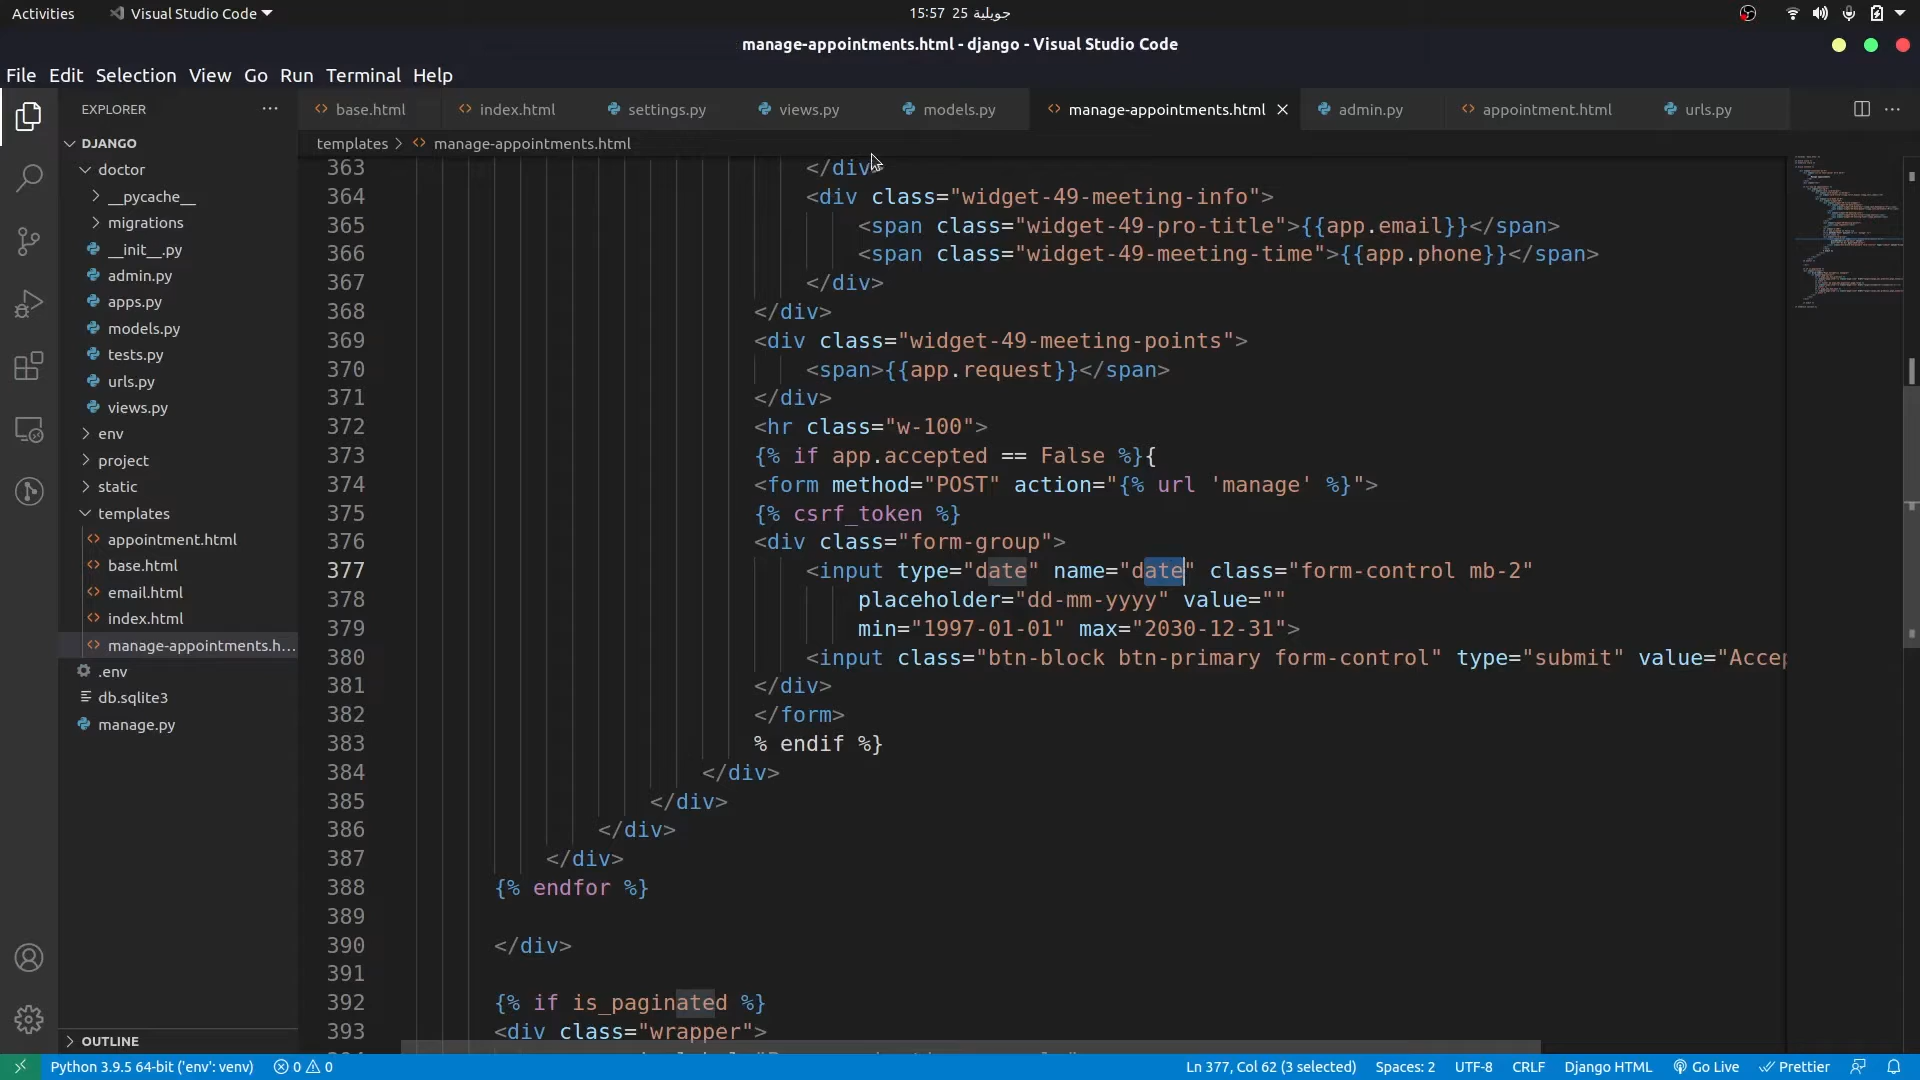 Activities
Visual Studio Code
15:57 25 جويلية
manage-appointments.html - django - Visual Studio Code
File Edit Selection View Go Run Terminal Help
EXPLORER
base.html
index.html
settings.py
views.py
models.py
manage-appointments.html
admin.py
appointment.html
urls.py
DJANGO
templates > manage-appointments.html
doctor
__pycache__
migrations
__init__.py
admin.py
apps.py
models.py
tests.py
urls.py
views.py
env
project
static
templates
appointment.html
base.html
email.html
index.html
manage-appointments.h...
.env
db.sqlite3
manage.py
OUTLINE
363 </div>
364 <div class="widget-49-meeting-info">
365 <span class="widget-49-pro-title">{{app.email}}</span>
366 <span class="widget-49-meeting-time">{{app.phone}}</span>
367 </div>
368 </div>
369 <div class="widget-49-meeting-points">
370 <span>{{app.request}}</span>
371 </div>
372 <hr class="w-100">
373 {% if app.accepted == False %}{
374 <form method="POST" action="{% url 'manage' %}">
375 {% csrf_token %}
376 <div class="form-group">
377 <input type="date" name="date" class="form-control mb-2"
378 placeholder="dd-mm-yyyy" value=""
379 min="1997-01-01" max="2030-12-31">
380 <input class="btn-block btn-primary form-control" type="submit" value="Accep
381 </div>
382 </form>
383 % endif %}
384 </div>
385 </div>
386 </div>
387 </div>
388 {% endfor %}
389
390 </div>
391
392 {% if is_paginated %}
393 <div class="wrapper">
Python 3.9.5 64-bit ('env': venv)
0
0
Ln 377, Col 62 (3 selected)
Spaces: 2
UTF-8
CRLF
Django HTML
Go Live
Prettier